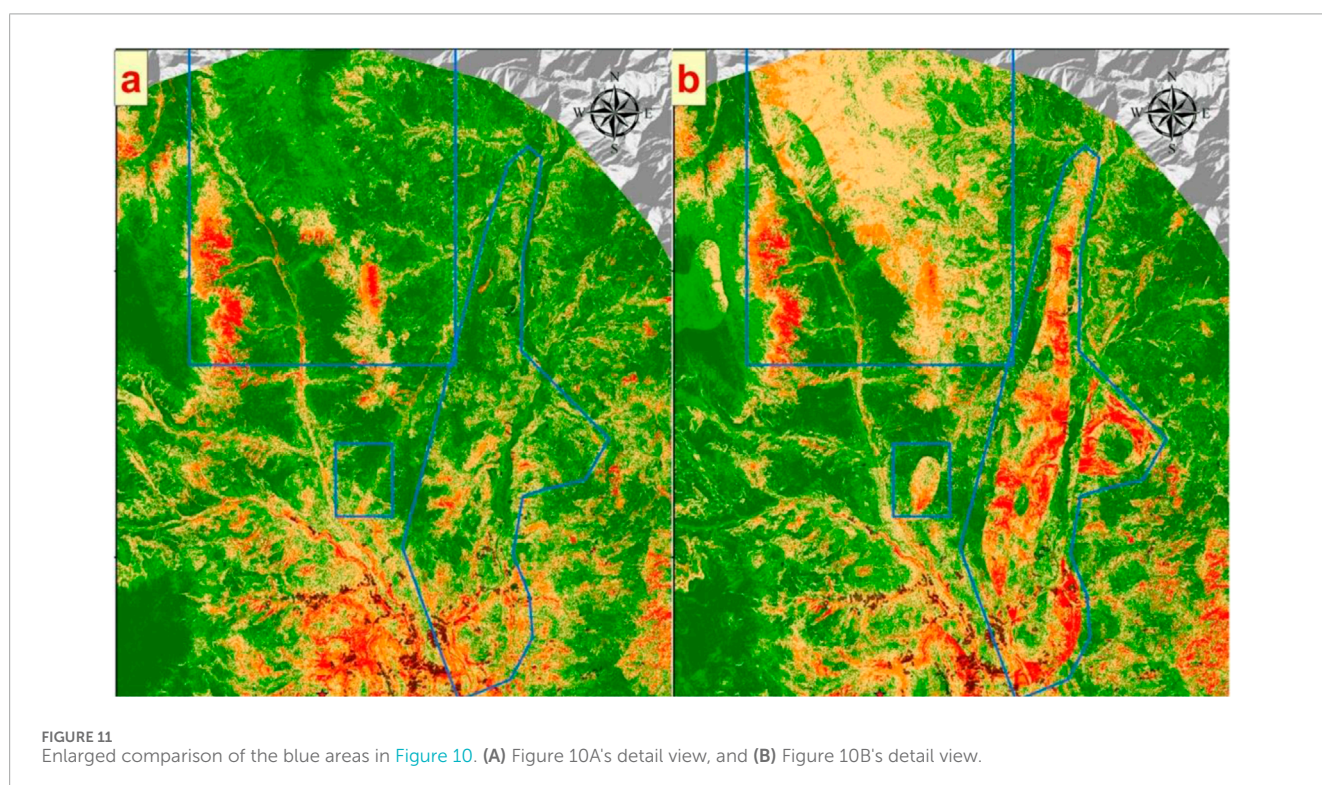 a
N
W E
S
b
N
W E
S
FIGURE 11
Enlarged comparison of the blue areas in Figure 10. (A) Figure 10A's detail view, and (B) Figure 10B's detail view.